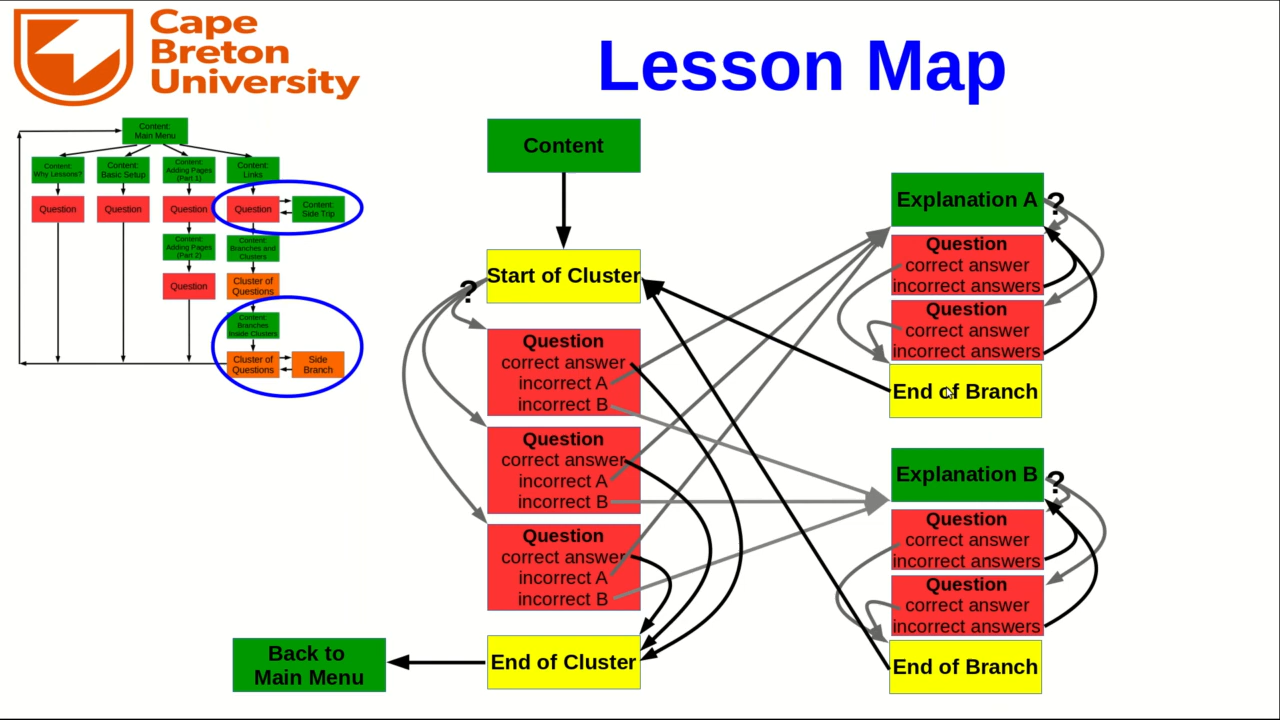 Cape
Breton
University
Lesson Map
Content:
Main Menu
Content:
Why Lessons?
Content:
Basic Setup
Content:
Adding Pages
(Part 1)
Content:
Links
Question
Question
Question
Question
Content:
Side Trip
Content:
Adding Pages
(Part 2)
Content:
Branches and
Clusters
Question
Cluster of
Questions
Content:
Branches
Inside Clusters
Cluster of
Questions
Side
Branch
Content
Start of Cluster
?
Question
correct answer
incorrect A
incorrect B
Question
correct answer
incorrect A
incorrect B
Question
correct answer
incorrect A
incorrect B
End of Cluster
Back to
Main Menu
Explanation A
?
Question
correct answer
incorrect answers
Question
correct answer
incorrect answers
End of Branch
Explanation B
?
Question
correct answer
incorrect answers
Question
correct answer
incorrect answers
End of Branch